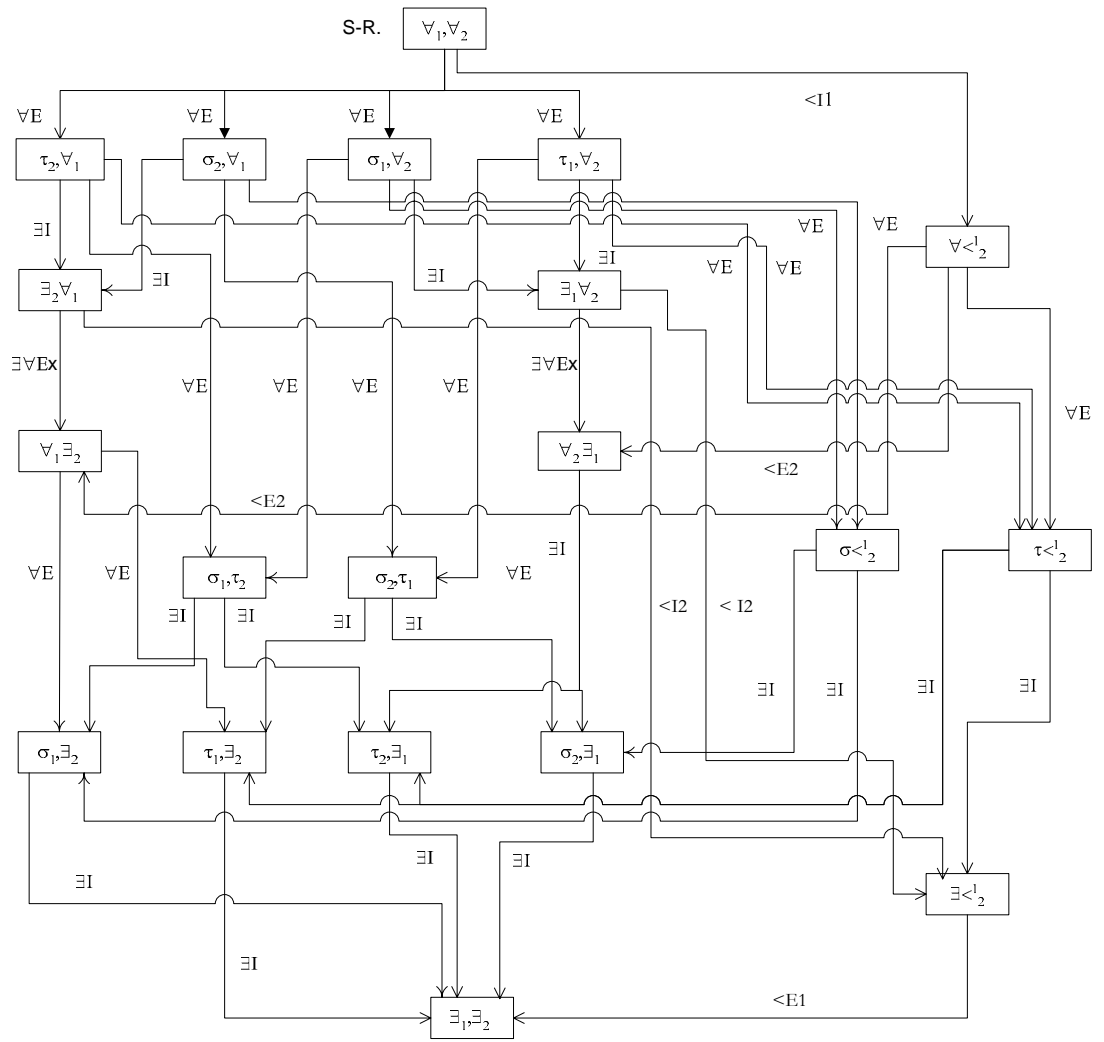 S-R. ∀₁,∀₂
<I1
∀E ∀E ∀E ∀E
τ₂,∀₁ σ₂,∀₁ σ₁,∀₂ τ₁,∀₂
∀E ∀E
∃I ∀<¹₂
∃I ∀E ∀E
∃I ∃I
∃₂∀₁ ∃₁∀₂
∃∀Ex ∃∀Ex
∀E ∀E ∀E ∀E
∀E
∀₁∃₂ ∀₂∃₁
<E2
<E2
σ<¹₂ τ<¹₂
∃I
∀E ∀E σ₁,τ₂ σ₂,τ₁ ∀E
<I2 < I2
∃I ∃I ∃I ∃I
∃I ∃I ∃I ∃I
σ₁,∃₂ τ₁,∃₂ τ₂,∃₁ σ₂,∃₁
∃I ∃I
∃I
∃<¹₂
∃I
<E1
∃₁,∃₂